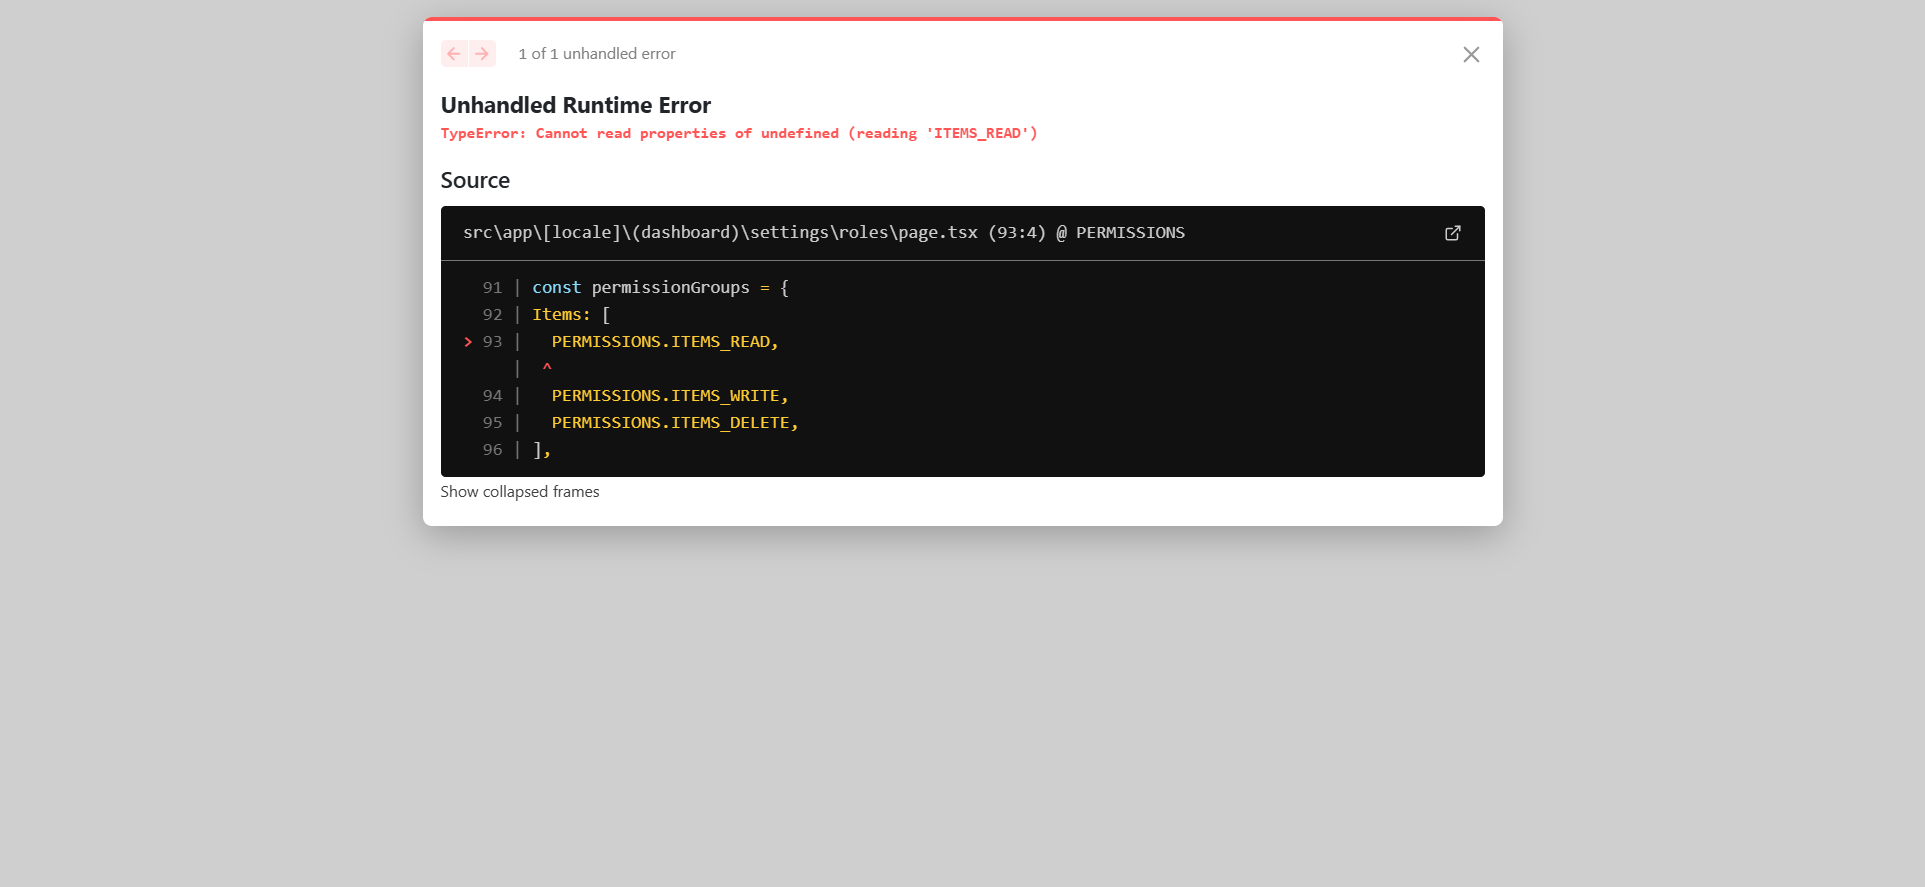 1 of 1 unhandled error
Unhandled Runtime Error
TypeError: Cannot read properties of undefined (reading 'ITEMS_READ')
Source
src\app\[locale]\(dashboard)\settings\roles\page.tsx (93:4) @ PERMISSIONS
91 | const permissionGroups = {
92 | Items: [
> 93 |   PERMISSIONS.ITEMS_READ,
|  ^
94 |   PERMISSIONS.ITEMS_WRITE,
95 |   PERMISSIONS.ITEMS_DELETE,
96 | ],
Show collapsed frames